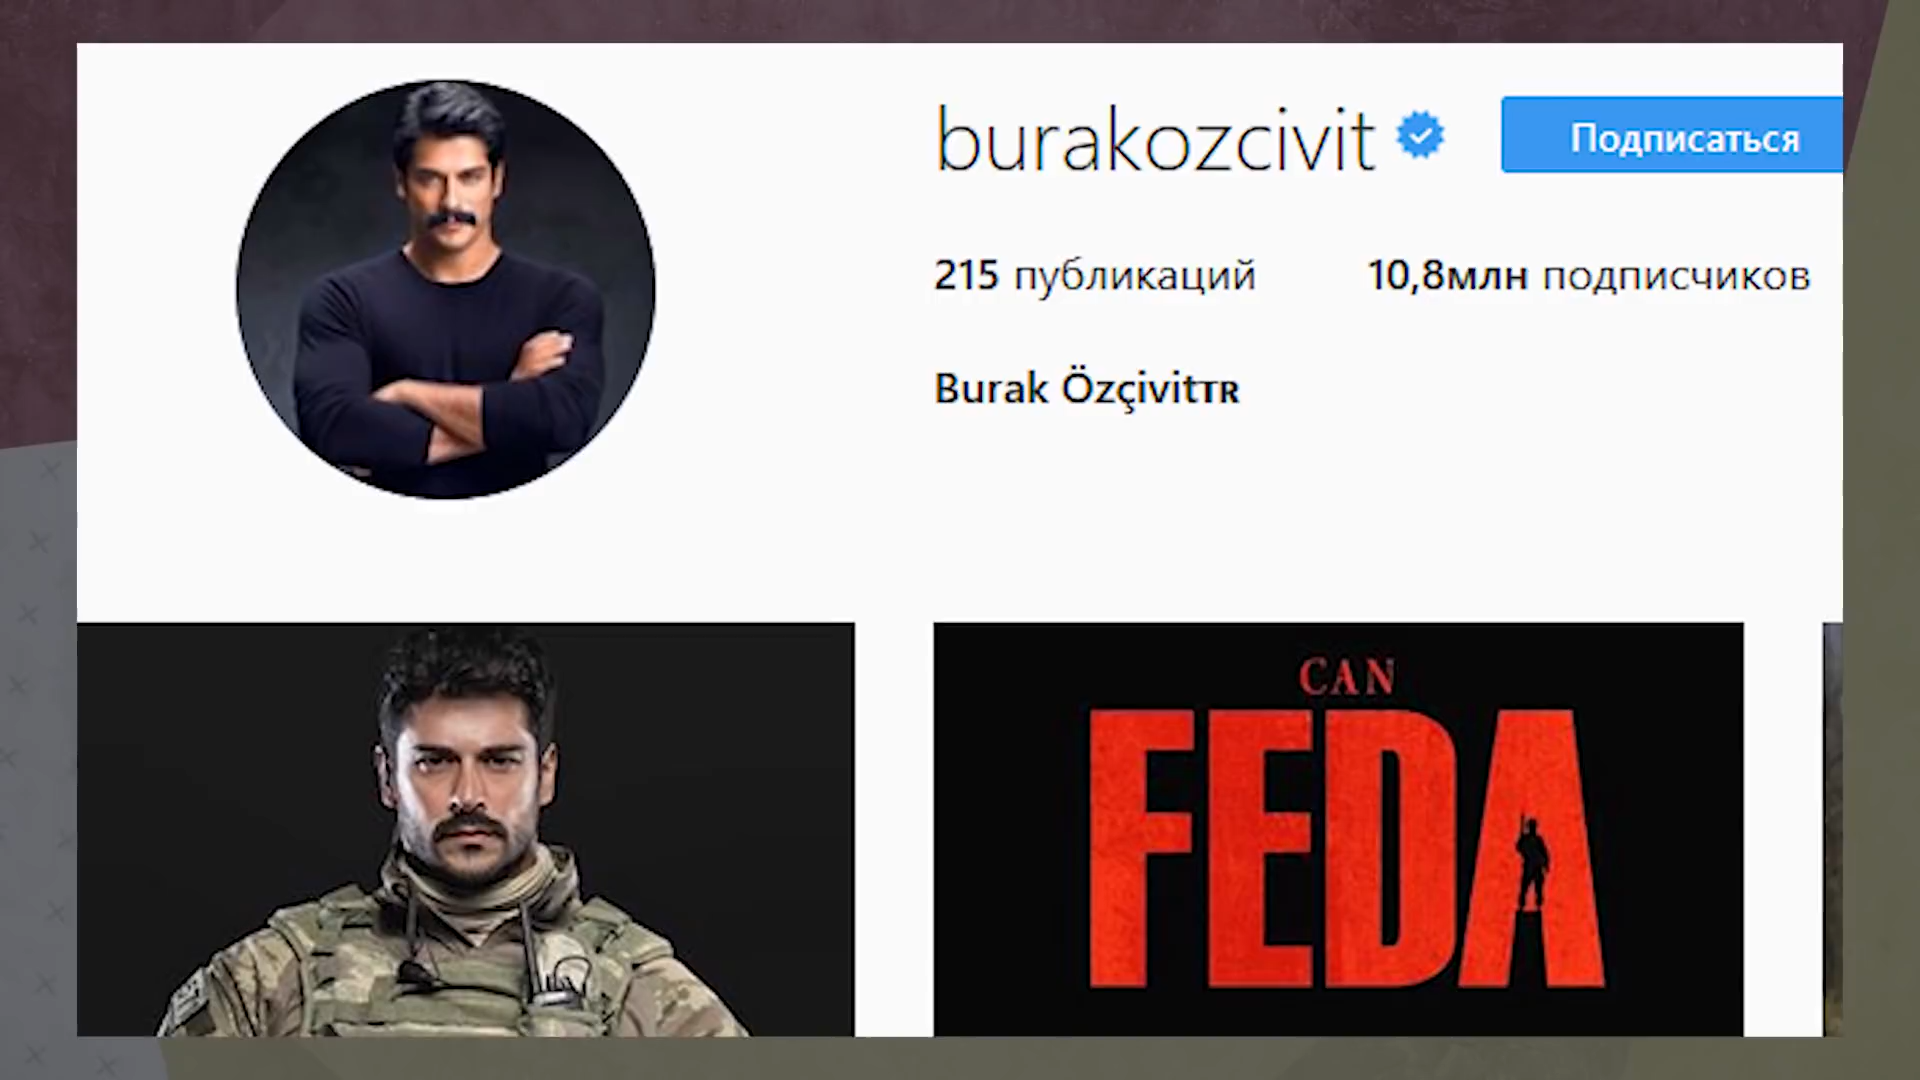 burakozcivit
Подписаться
215 публикаций
10,8млн подписчиков
Burak ÖzçivitTR
CAN
FEDA